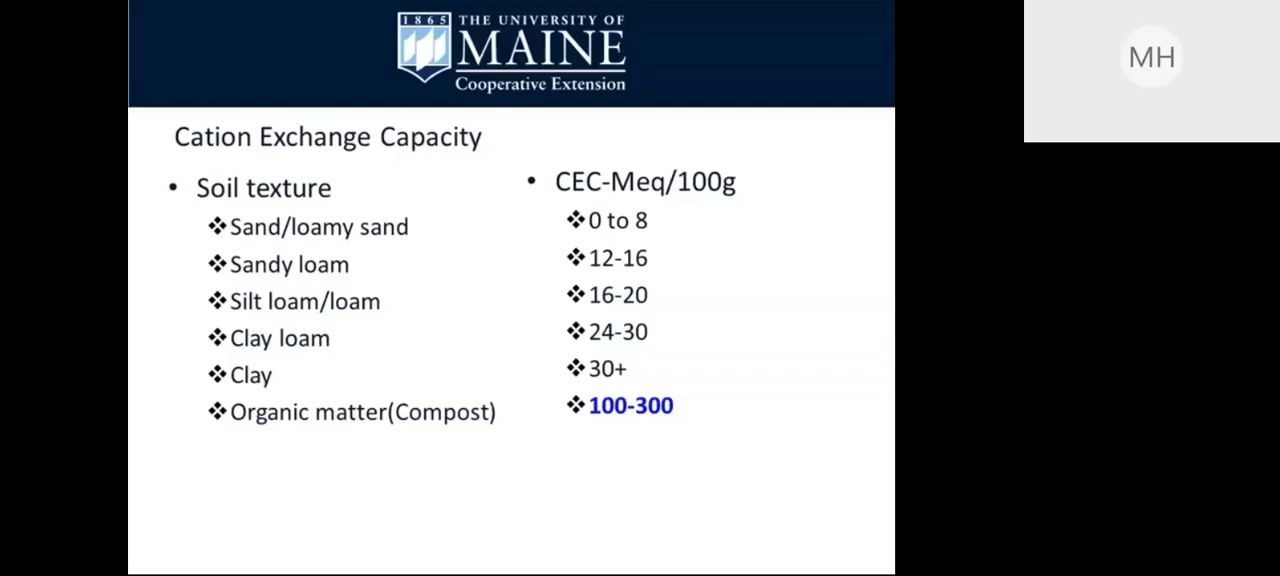 1865 THE UNIVERSITY OF
MAINE
Cooperative Extension
MH
Cation Exchange Capacity
• Soil texture
❖Sand/loamy sand
❖Sandy loam
❖Silt loam/loam
❖Clay loam
❖Clay
❖Organic matter(Compost)
• CEC-Meq/100g
❖0 to 8
❖12-16
❖16-20
❖24-30
❖30+
❖100-300